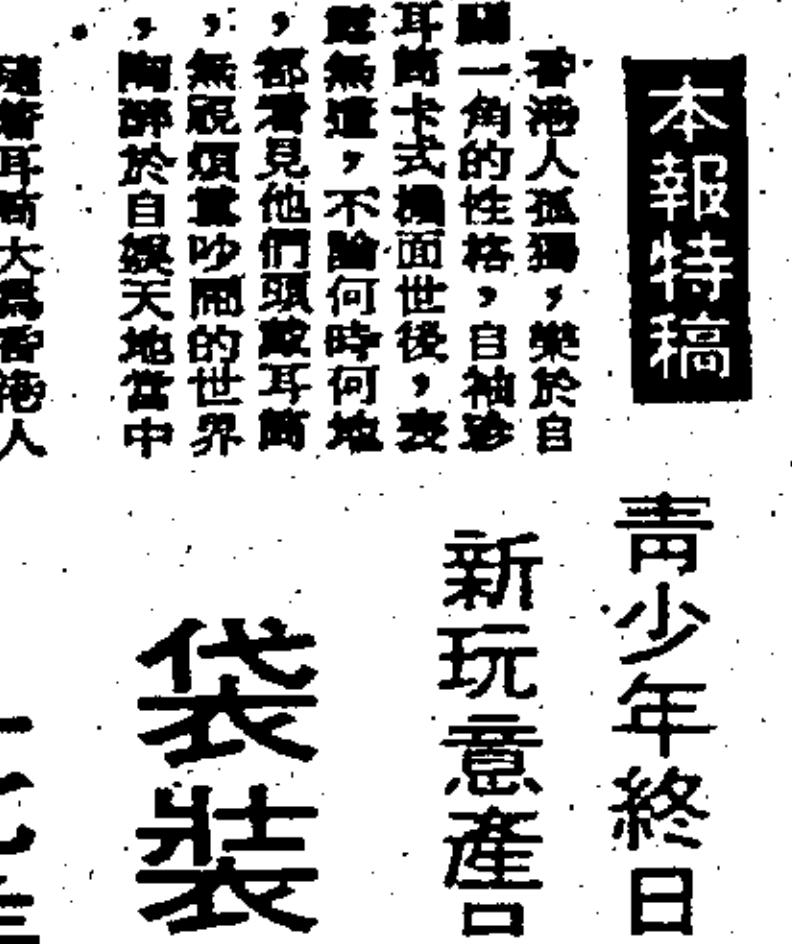 本報特稿
香港人孤獨，樂於自
闢一角的性格，自袖珍
耳筒卡式機面世後，表
露無遺，不論何時何地
，都看見他們頭戴耳筒
，無視煩囂吵鬧的世界
，陶醉於自娛天地當中
。
隨着耳筒大為香港人
青少年終日
新玩意產
袋裝